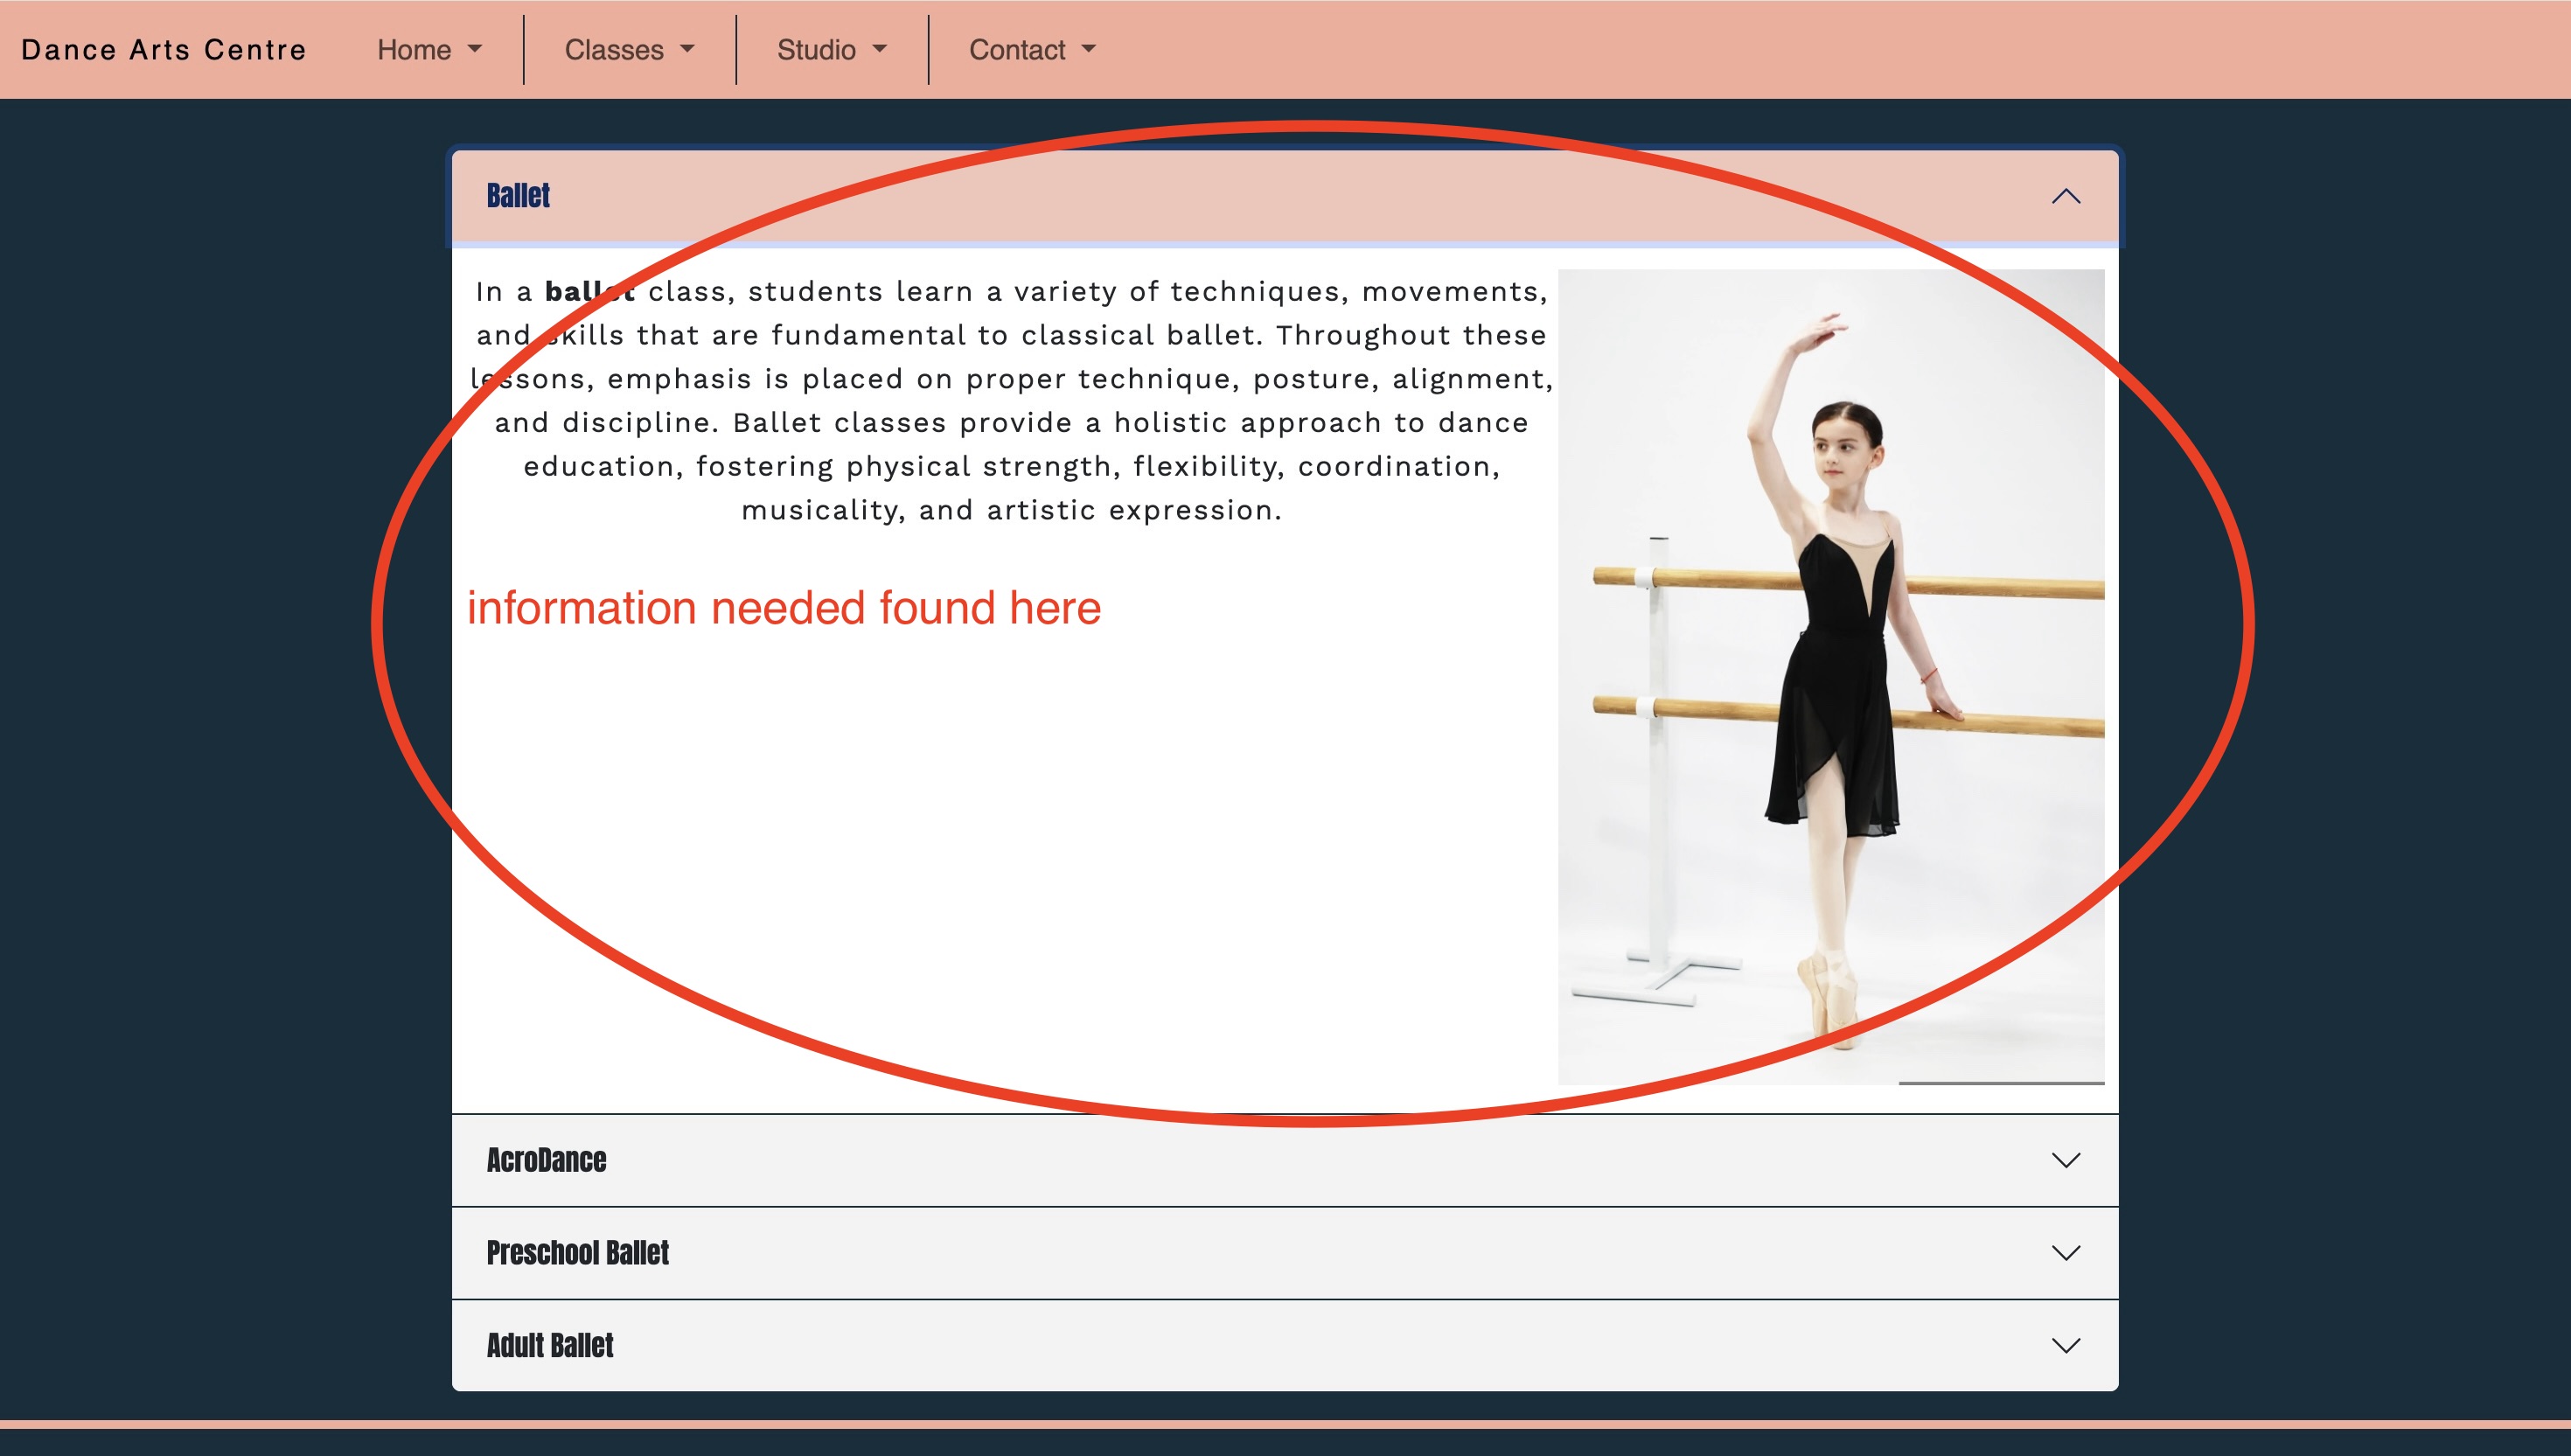 Dance Arts Centre Home Classes Studio Contact
Ballet
In a ballet class, students learn a variety of techniques, movements,
and skills that are fundamental to classical ballet. Throughout these
lessons, emphasis is placed on proper technique, posture, alignment,
and discipline. Ballet classes provide a holistic approach to dance
education, fostering physical strength, flexibility, coordination,
musicality, and artistic expression.
information needed found here
AcroDance
Preschool Ballet
Adult Ballet